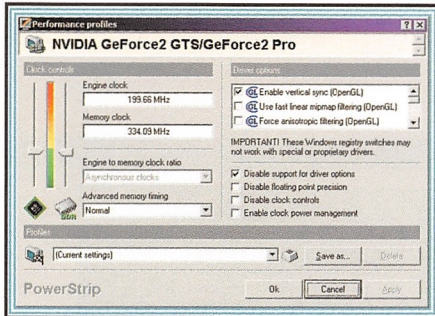 Performance profiles
NVIDIA GeForce2 GTS/GeForce2 Pro
Clock controls
Engine clock
199.66 MHz
Memory clock
334.09 MHz
Engine to memory clock ratio
Asynchronour clocks
Advanced memory timing
Normal
DDR
Driver options
Enable vertical sync (OpenGL)
Use fast linear mipmap filtering (OpenGL)
Force anisotropic filtering (OpenGL)
IMPORTANT! These Windows registry switches may
not work with special or propietary drivers.
Disable support for driver options
Disable floating point precision
Disable clock controls
Enable clock power management
Profiles
(Current settings)
Save as...
Delete
PowerStrip
Ok
Cancel
Apply